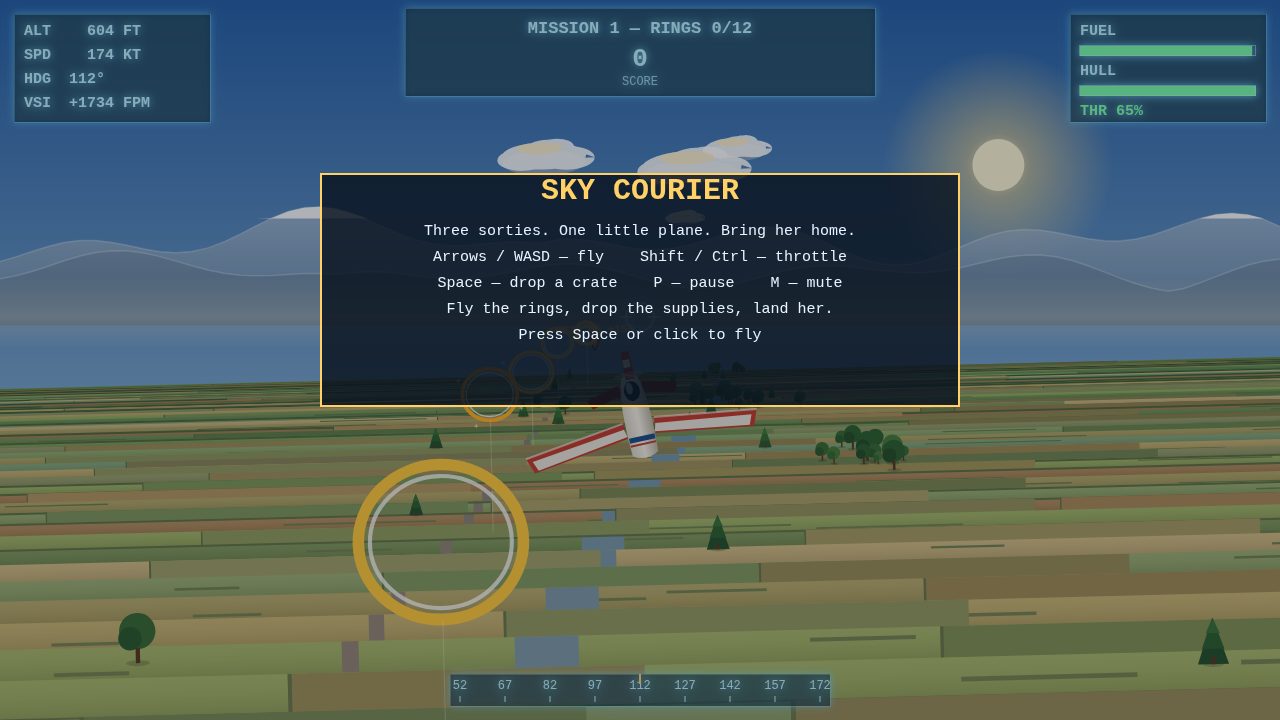 ALT 604 FT
SPD 174 KT
HDG 112°
VSI +1734 FPM
MISSION 1 — RINGS 0/12
0
SCORE
FUEL
HULL
THR 65%
SKY COURIER
Three sorties. One little plane. Bring her home.
Arrows / WASD — fly Shift / Ctrl — throttle
Space — drop a crate P — pause M — mute
Fly the rings, drop the supplies, land her.
Press Space or click to fly
52 67 82 97 112 127 142 157 172